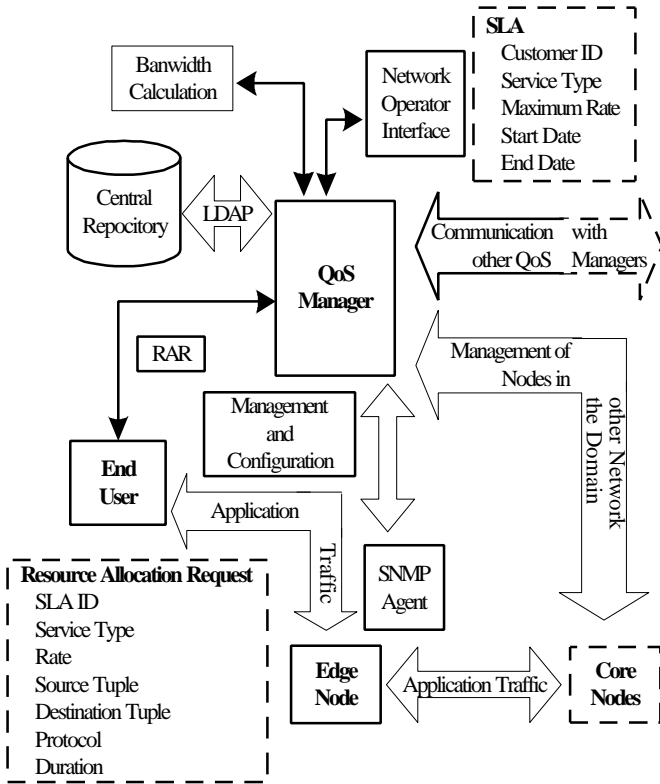 SLA
Customer ID
Service Type
Maximum Rate
Start Date
End Date
Banwidth
Calculation
Network
Operator
Interface
Central
Repocitory
LDAP
QoS
Manager
Communication with
other QoS Managers
RAR
Management of
Nodes in
other Network
the Domain
Management
and
Configuration
End
User
Application
Traffic
SNMP
Agent
Resource Allocation Request
SLA ID
Service Type
Rate
Source Tuple
Destination Tuple
Protocol
Duration
Edge
Node
Application Traffic
Core
Nodes